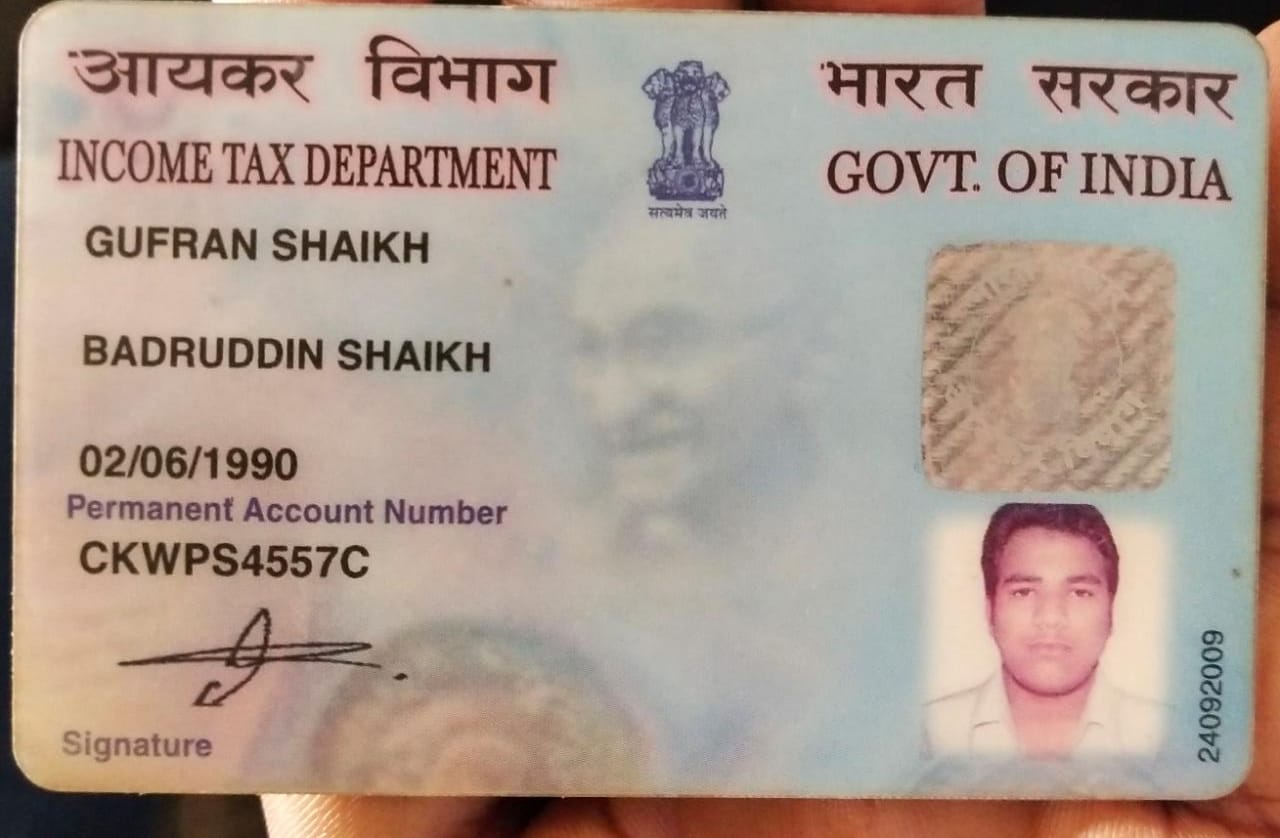 आयकर विभाग
भारत सरकार
INCOME TAX DEPARTMENT
GOVT. OF INDIA
सत्यमेव जयते
GUFRAN SHAIKH
BADRUDDIN SHAIKH
02/06/1990
Permanent Account Number
CKWPS4557C
Signature
24092009